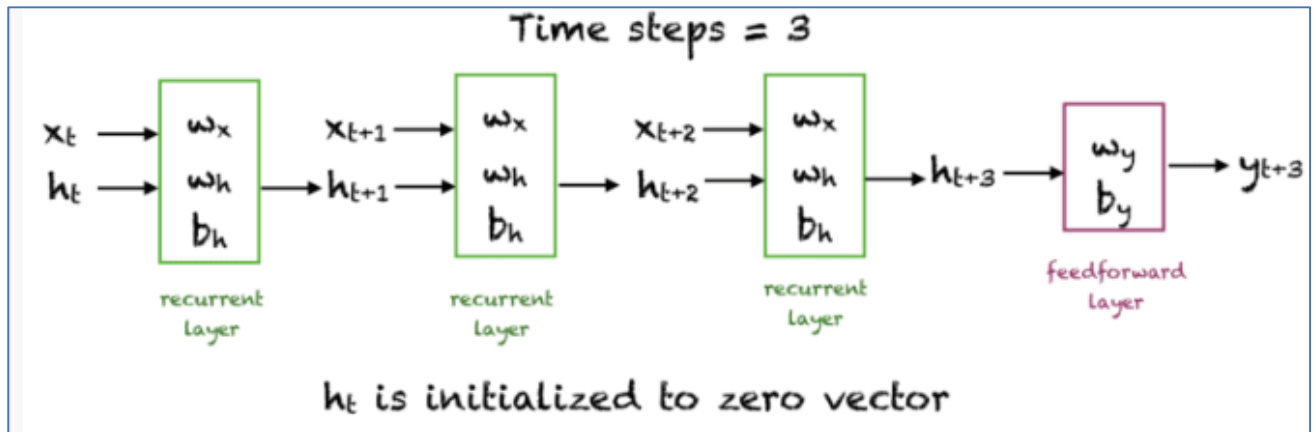 Time steps = 3
xₜ
hₜ
wₓ
wₕ
bₕ
recurrent
layer
xₜ₊₁
hₜ₊₁
wₓ
wₕ
bₕ
recurrent
layer
xₜ₊₂
hₜ₊₂
wₓ
wₕ
bₕ
recurrent
layer
hₜ₊₃
w_y
b_y
feedforward
layer
yₜ₊₃
hₜ is initialized to zero vector